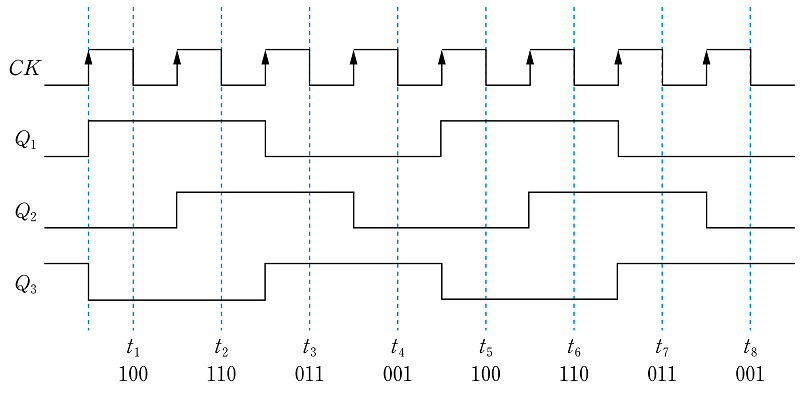 CK
Q₁
Q₂
Q₃
t₁ t₂ t₃ t₄ t₅ t₆ t₇ t₈
100 110 011 001 100 110 011 001